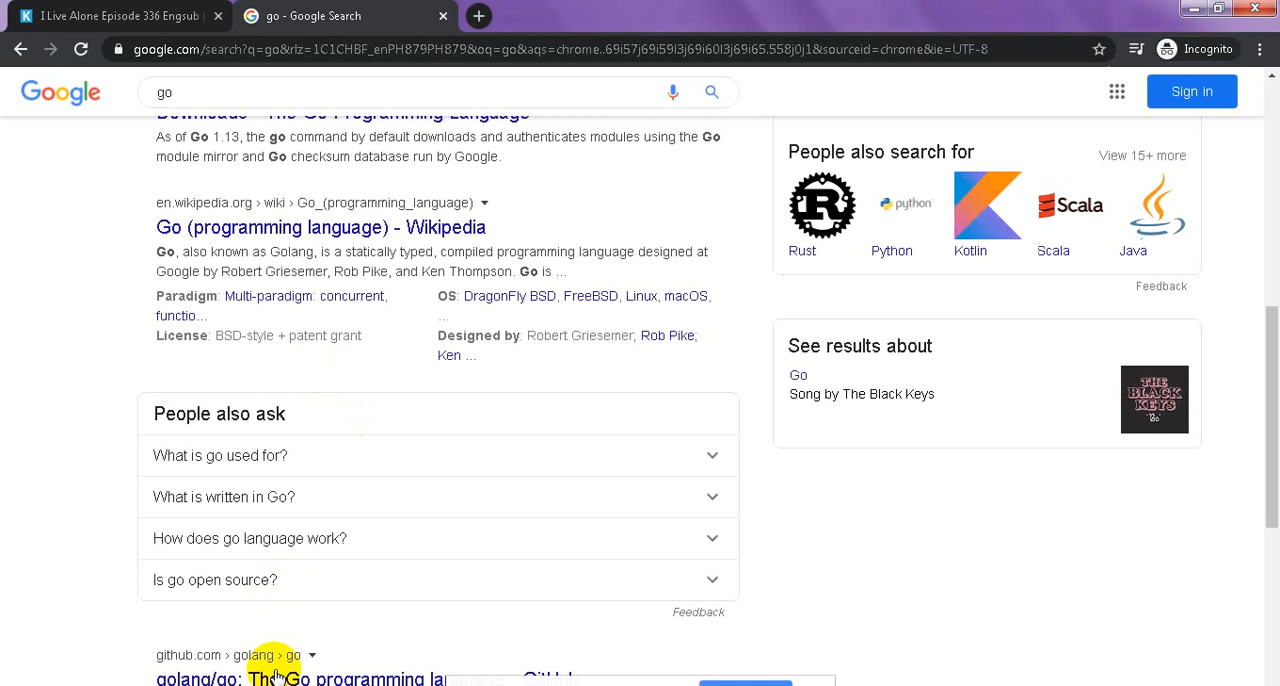 I Live Alone Episode 336 Engsub
go - Google Search
google.com/search?q=go&rlz=1C1CHBF_enPH879PH879&oq=go&aqs=chrome..69i57j69i59l3j69i60l3j69i65.558j0j1&sourceid=chrome&ie=UTF-8
Incognito
Google
go
Sign in
Downloads - The Go Programming Language
As of Go 1.13, the go command by default downloads and authenticates modules using the Go
module mirror and Go checksum database run by Google.
en.wikipedia.org › wiki › Go_(programming_language)
Go (programming language) - Wikipedia
Go, also known as Golang, is a statically typed, compiled programming language designed at
Google by Robert Griesemer, Rob Pike, and Ken Thompson. Go is ...
Paradigm: Multi-paradigm: concurrent,
functio...
License: BSD-style + patent grant
OS: DragonFly BSD, FreeBSD, Linux, macOS,
...
Designed by: Robert Griesemer; Rob Pike;
Ken ...
People also ask
What is go used for?
What is written in Go?
How does go language work?
Is go open source?
Feedback
github.com › golang › go
golang/go: The Go programming language - GitHub
People also search for
View 15+ more
R
python
Scala
Rust
Python
Kotlin
Scala
Java
Feedback
See results about
Go
Song by The Black Keys
THE
BLACK
KEYS
'Go'